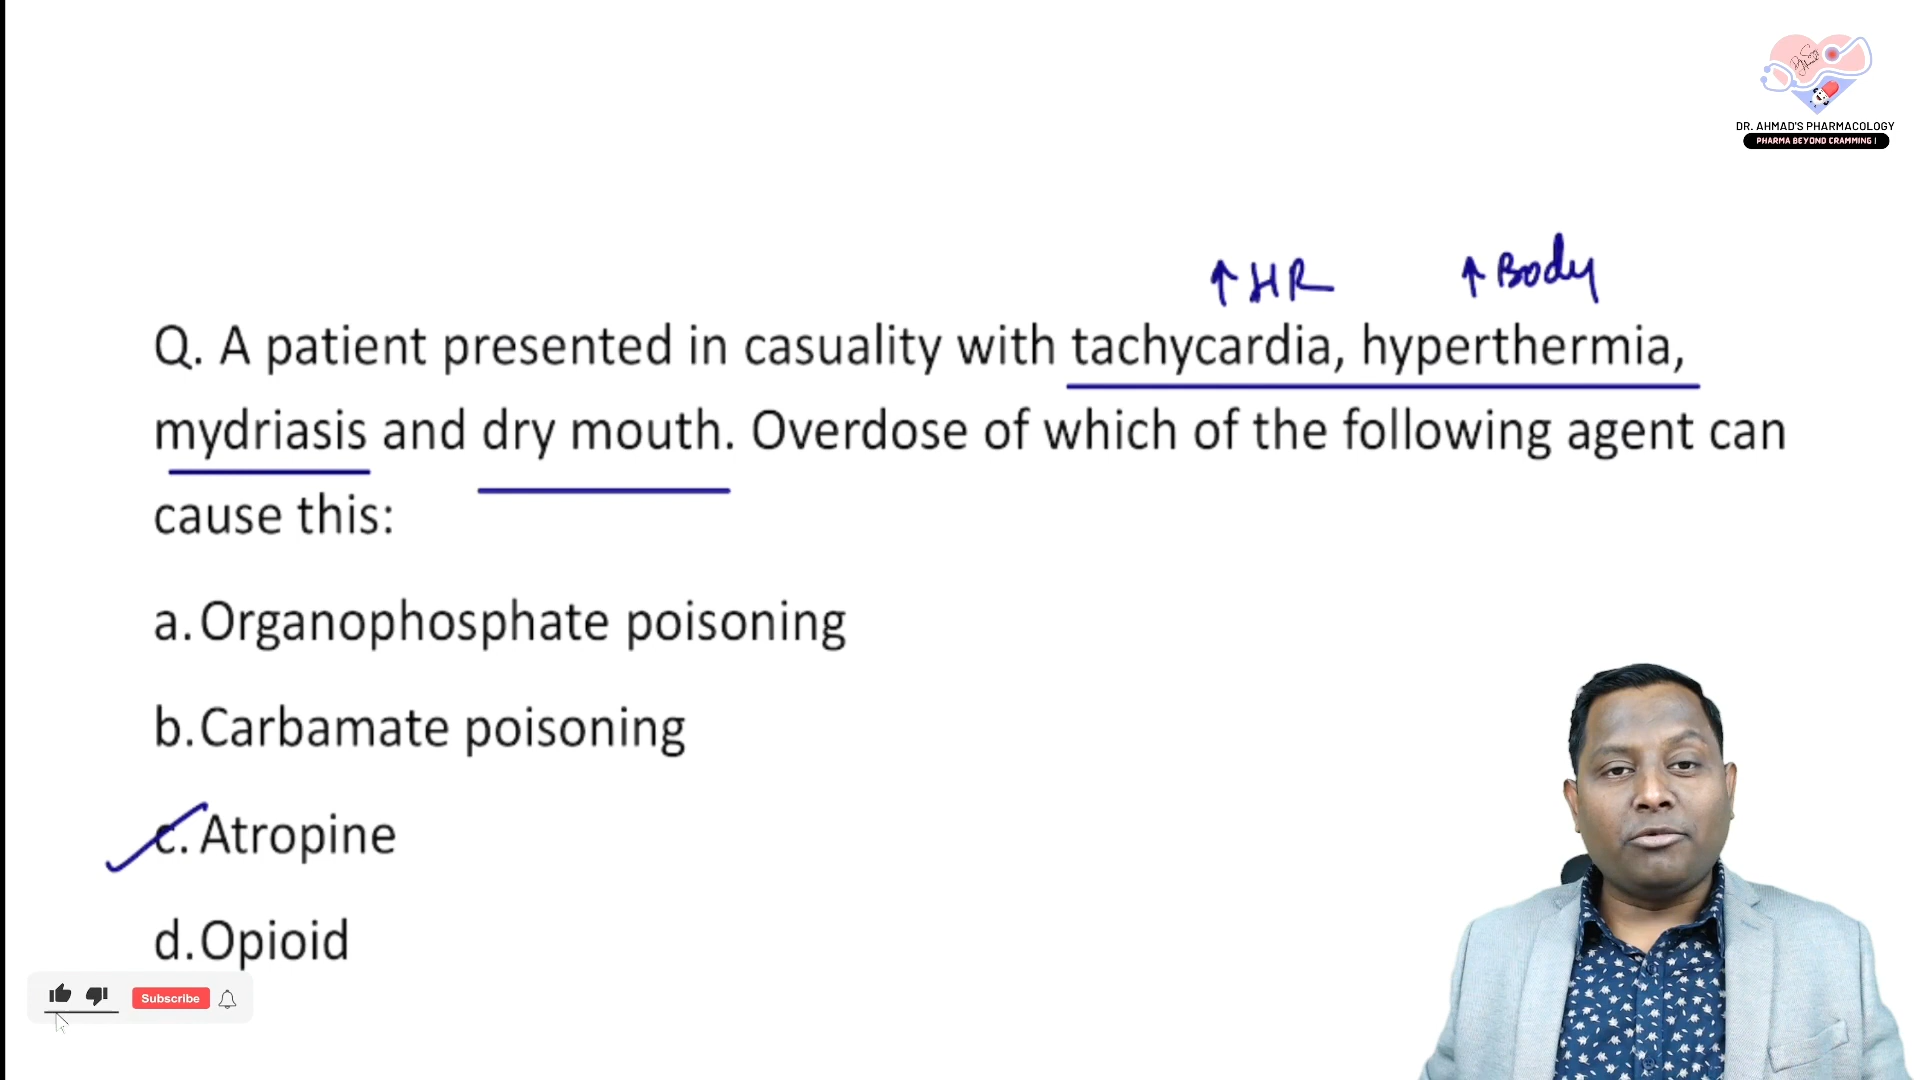 DR. AHMAD'S PHARMACOLOGY
PHARMA BEYOND CRAMMING !
↑ HR ↑ Body
Q. A patient presented in casuality with tachycardia, hyperthermia,
mydriasis and dry mouth. Overdose of which of the following agent can
cause this:
a. Organophosphate poisoning
b. Carbamate poisoning
c. Atropine
d. Opioid
Subscribe